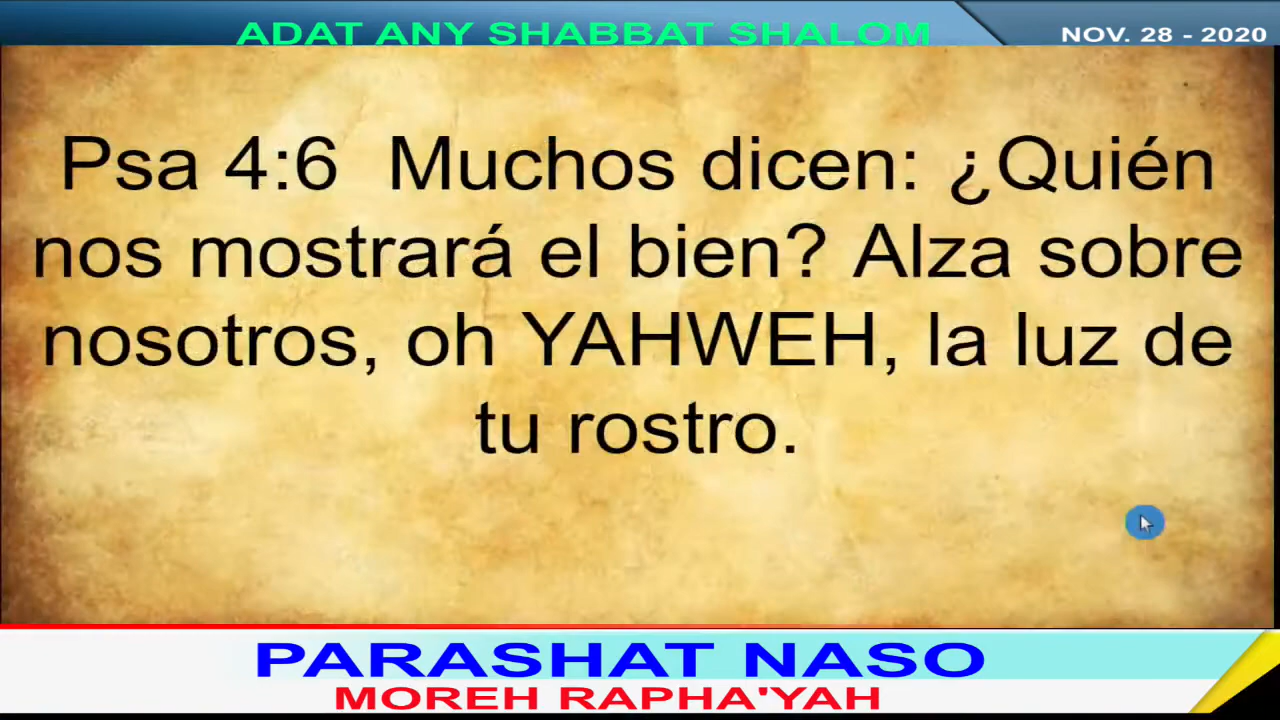 ADAT ANY SHABBAT SHALOM
NOV. 28 - 2020
Psa 4:6 Muchos dicen: ¿Quién
nos mostrará el bien? Alza sobre
nosotros, oh YAHWEH, la luz de
tu rostro.
PARASHAT NASO
MOREH RAPHA'YAH